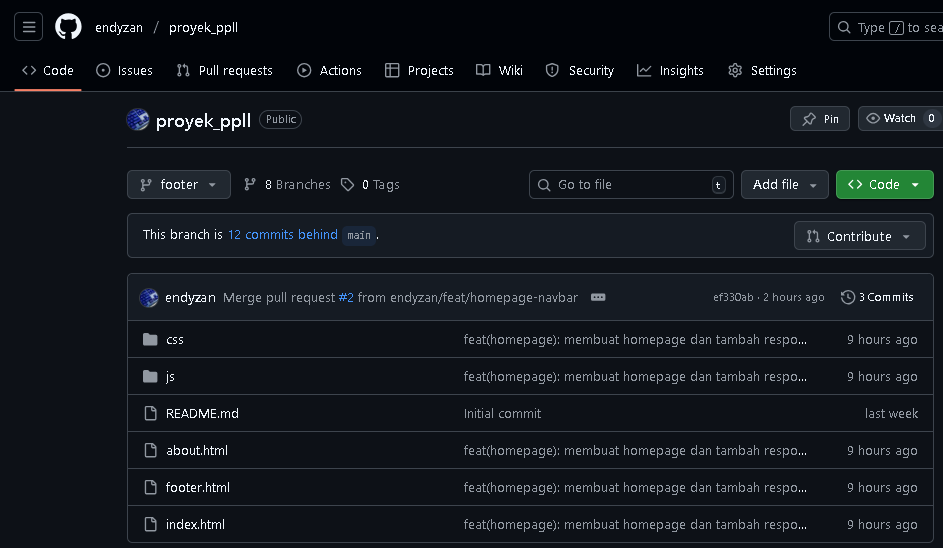 endyzan / proyek_ppll Type / to sea
Code Issues Pull requests Actions Projects Wiki Security Insights Settings
proyek_ppll Public Pin Watch 0
footer 8 Branches 0 Tags Go to file t Add file Code
This branch is 12 commits behind main. Contribute
endyzan Merge pull request #2 from endyzan/feat/homepage-navbar ef330ab · 2 hours ago 3 Commits
css feat(homepage): membuat homepage dan tambah respo... 9 hours ago
js feat(homepage): membuat homepage dan tambah respo... 9 hours ago
README.md Initial commit last week
about.html feat(homepage): membuat homepage dan tambah respo... 9 hours ago
footer.html feat(homepage): membuat homepage dan tambah respo... 9 hours ago
index.html feat(homepage): membuat homepage dan tambah respo... 9 hours ago